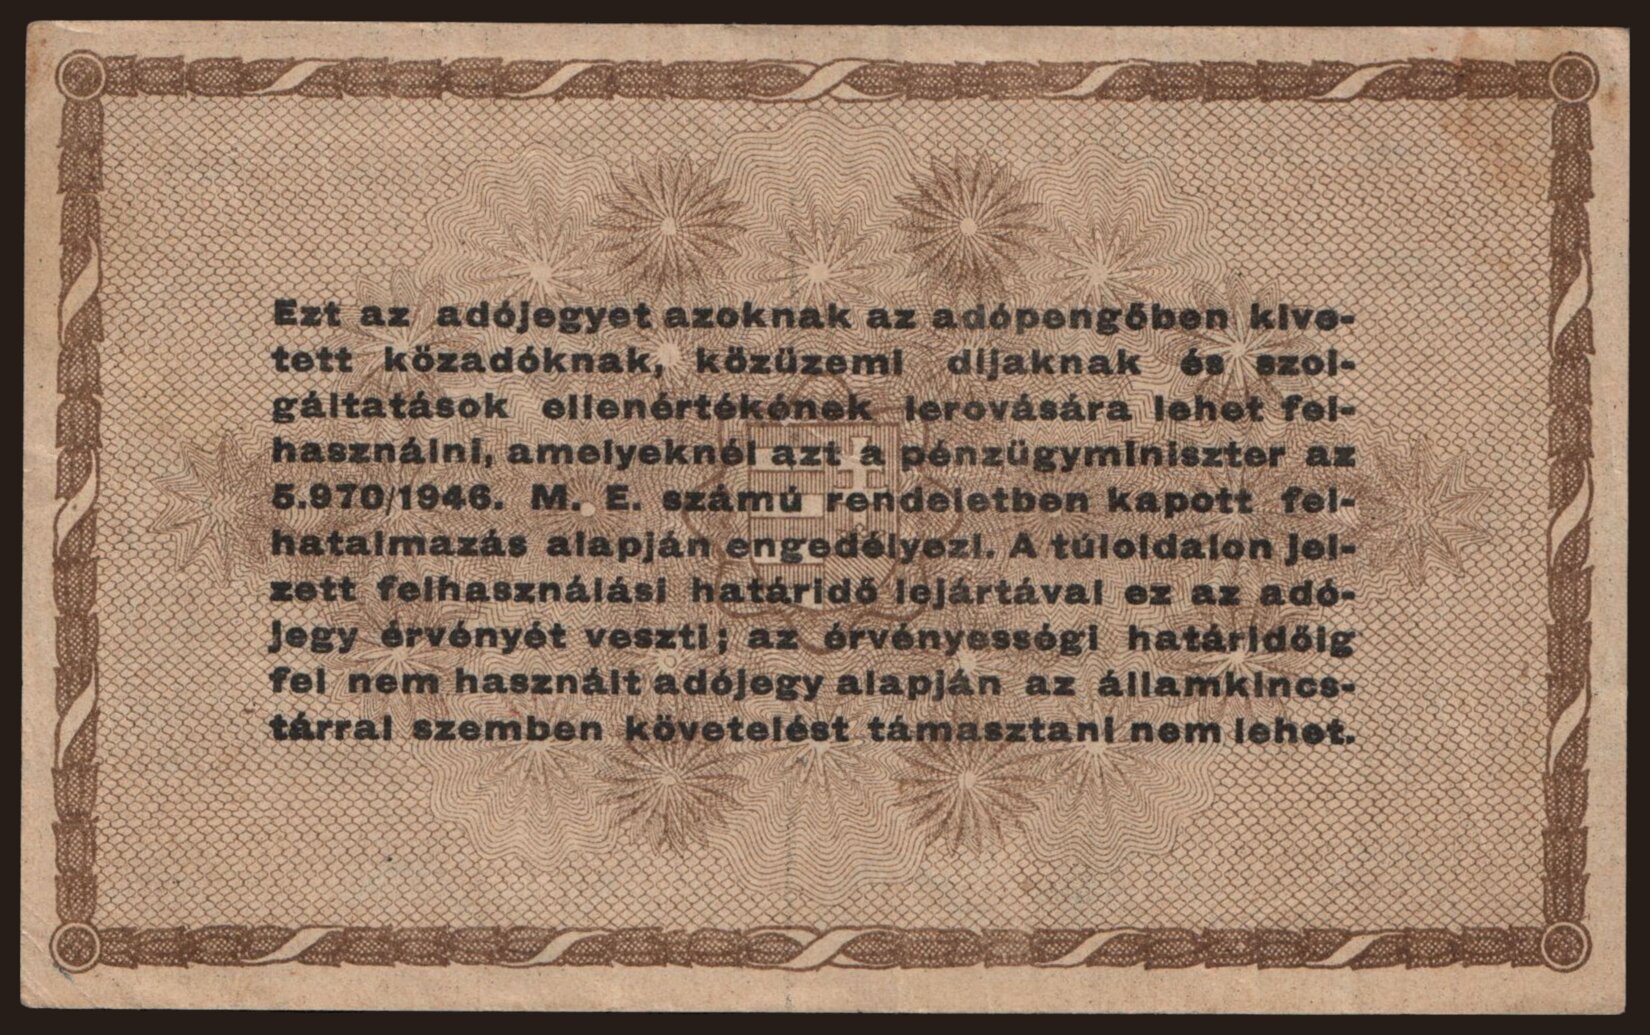 Ezt az adójegyet azoknak az adópengőben kive-
tett közadóknak, közüzemi díjaknak és szol-
gáltatások ellenértékének lerovására lehet fel-
használni, amelyeknél azt a pénzügyminiszter az
5.970/1946. M. E. számú rendeletben kapott fel-
hatalmazás alapján engedélyezi. A túloldalon jel-
zett felhasználási határidő lejártával ez az adó-
jegy érvényét veszti; az érvényességi határidőig
fel nem használt adójegy alapján az államkincs-
tárral szemben követelést támasztani nem lehet.